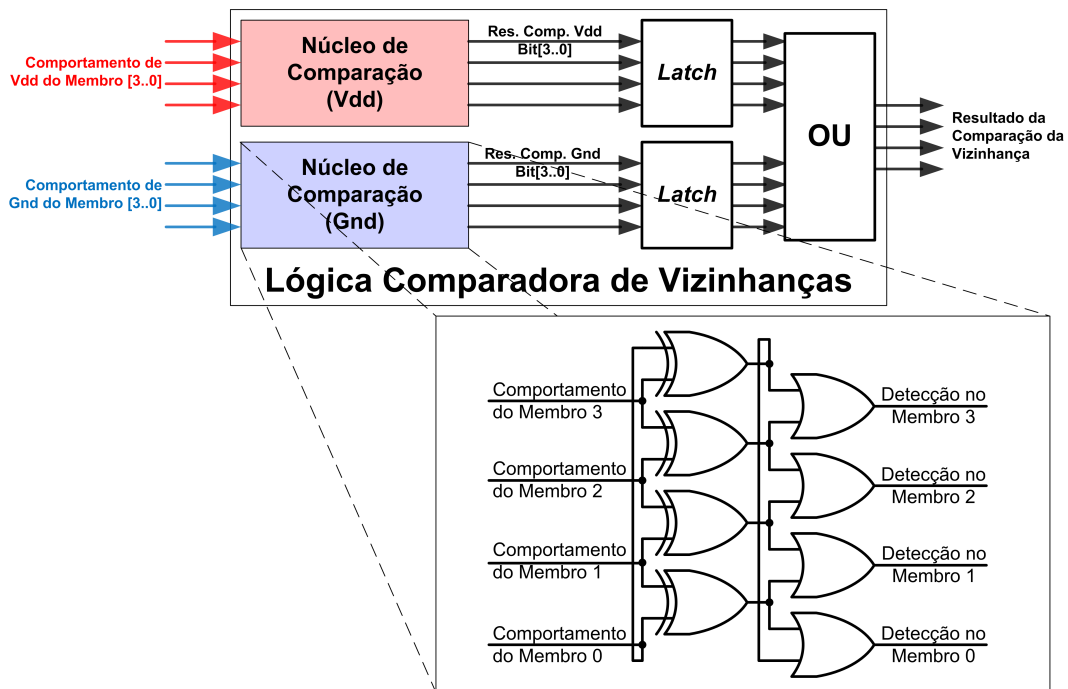 Comportamento de
Vdd do Membro [3..0]
Núcleo de
Comparação
(Vdd)
Res. Comp. Vdd
Bit[3..0]
Latch
OU
Resultado da
Comparação da
Vizinhança
Comportamento de
Gnd do Membro [3..0]
Núcleo de
Comparação
(Gnd)
Res. Comp. Gnd
Bit[3..0]
Latch
Lógica Comparadora de Vizinhanças
Comportamento
do Membro 3
Detecção no
Membro 3
Comportamento
do Membro 2
Detecção no
Membro 2
Comportamento
do Membro 1
Detecção no
Membro 1
Comportamento
do Membro 0
Detecção no
Membro 0